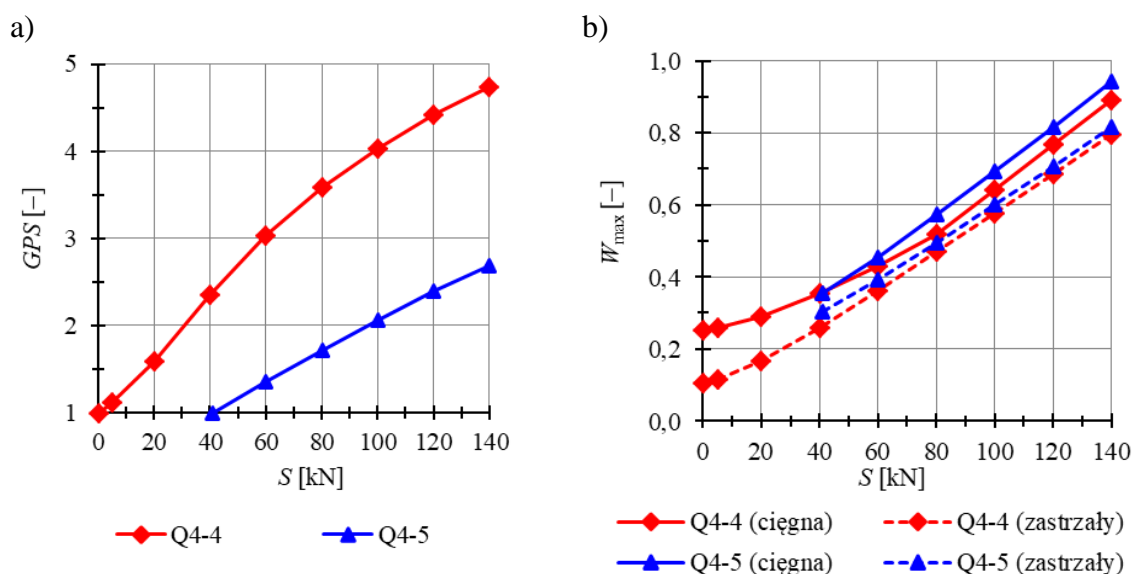 a)
5
4
3
2
1
GPS [−]
0 20 40 60 80 100 120 140
S [kN]
Q4-4 Q4-5
b)
1,0
0,8
0,6
0,4
0,2
0,0
Wmax [−]
0 20 40 60 80 100 120 140
S [kN]
Q4-4 (cięgna) Q4-4 (zastrzały)
Q4-5 (cięgna) Q4-5 (zastrzały)